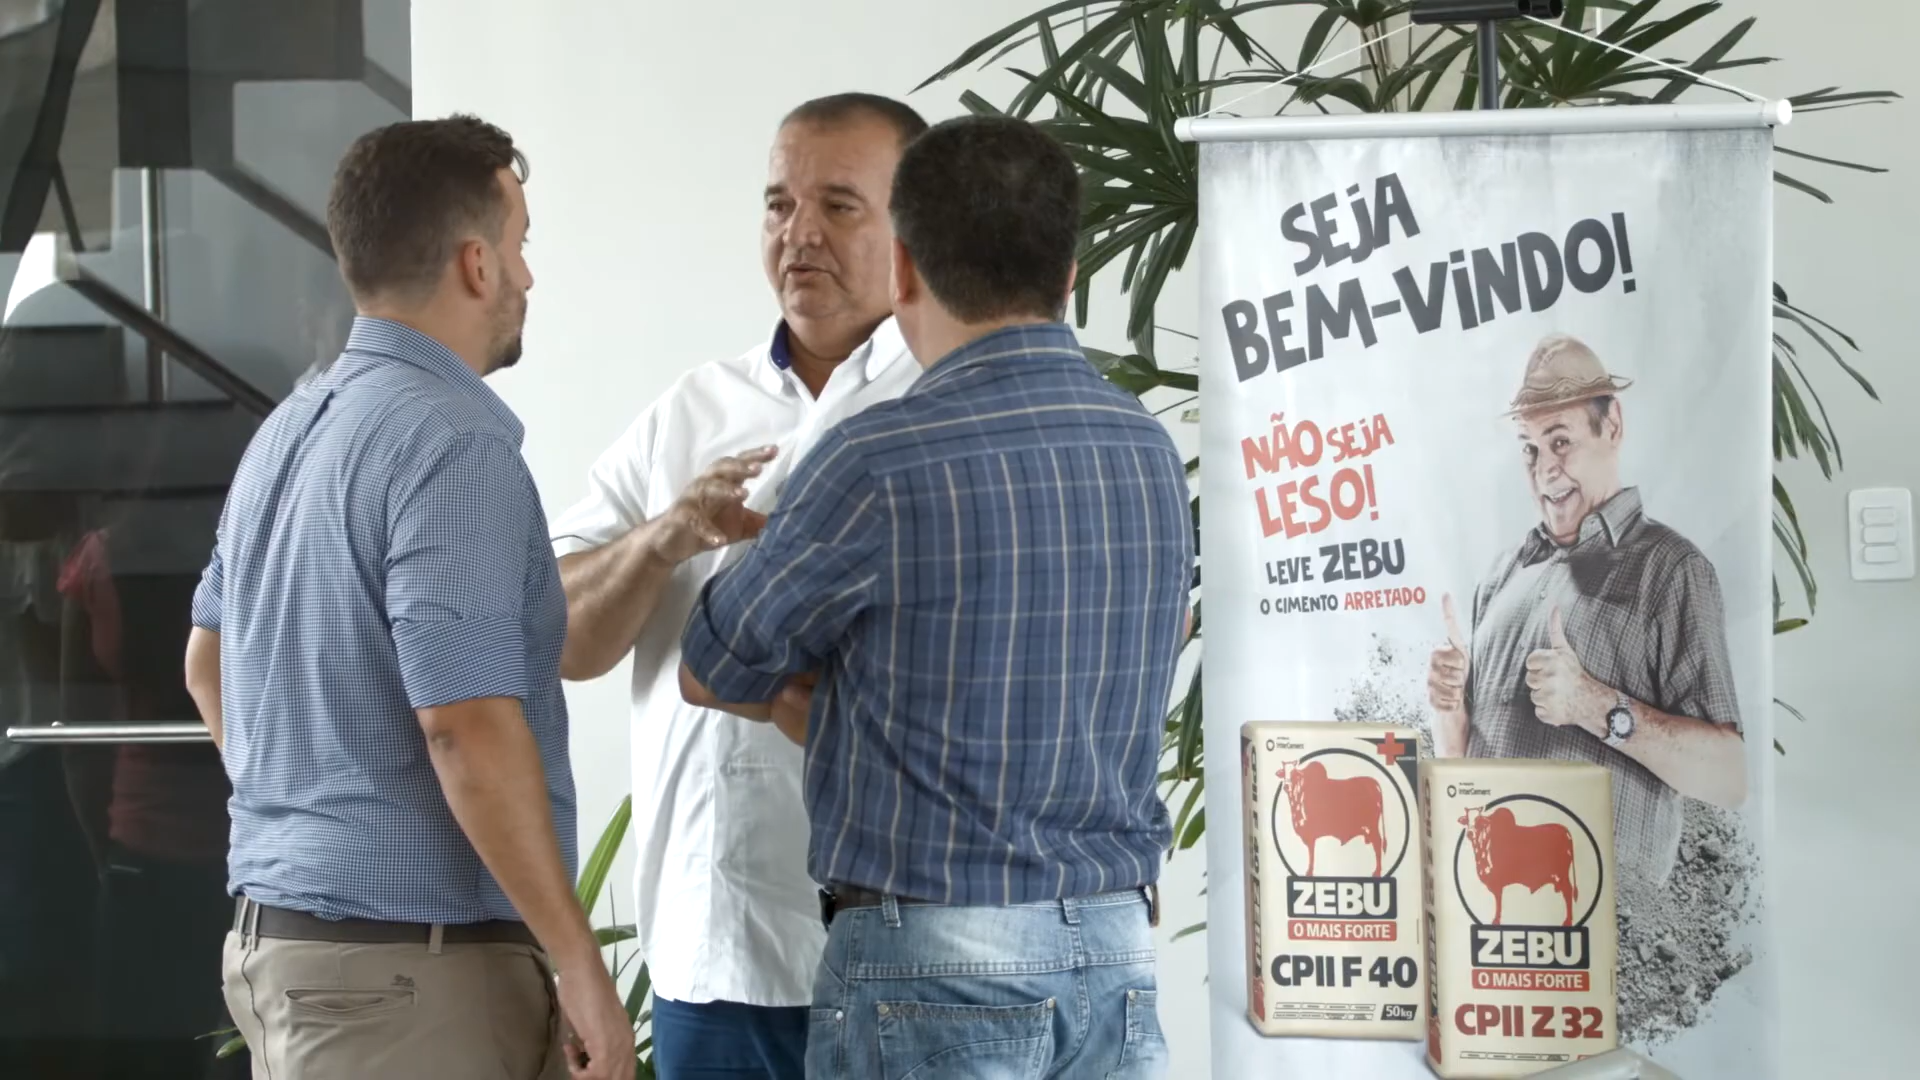 SEJA
BEM-VINDO!
NÃO SEJA
LESO!
LEVE ZEBU
O CIMENTO ARRETADO
InterCement
ZEBU
O MAIS FORTE
CPII F 40
50kg
InterCement
ZEBU
O MAIS FORTE
CPII Z 32